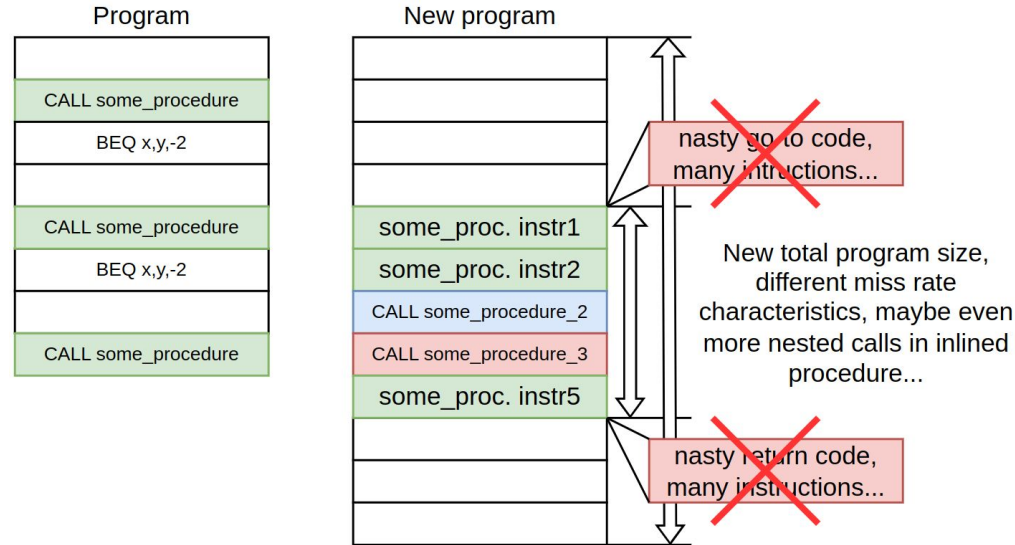 Program
CALL some_procedure
BEQ x,y,-2
CALL some_procedure
BEQ x,y,-2
CALL some_procedure
New program
some_proc. instr1
some_proc. instr2
CALL some_procedure_2
CALL some_procedure_3
some_proc. instr5
nasty go to code,
many intructions...
New total program size,
different miss rate
characteristics, maybe even
more nested calls in inlined
procedure...
nasty return code,
many instructions...